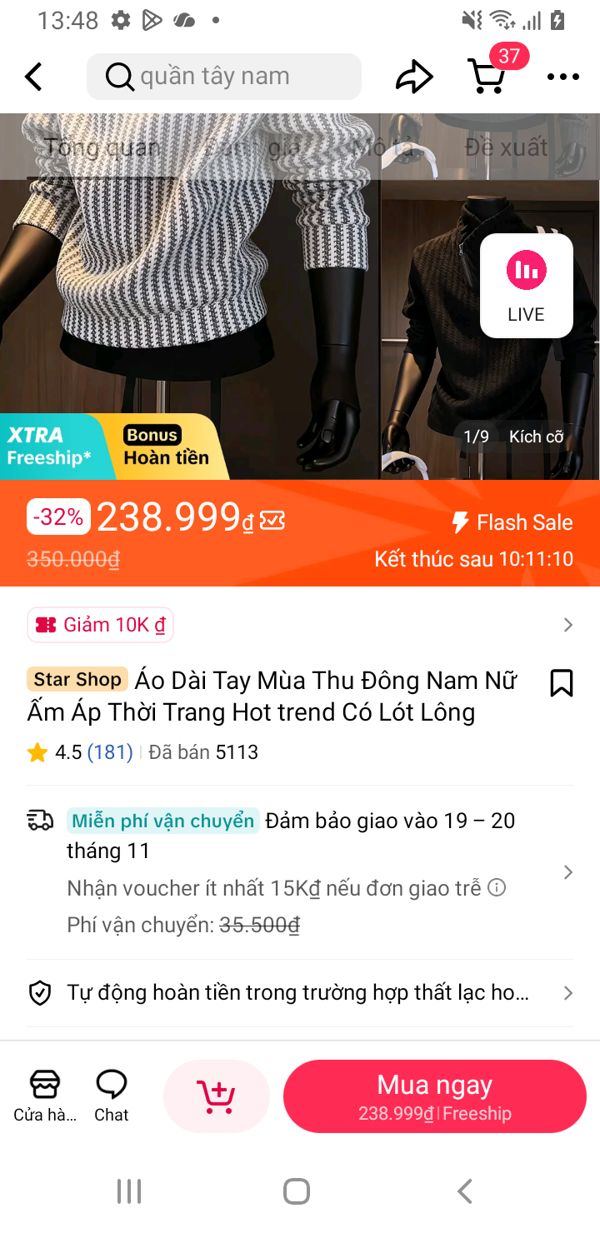 13:48
quần tây nam
37
Tổng quan Đánh giá Mô tả Đề xuất
LIVE
XTRA
Freeship*
Bonus
Hoàn tiền
1/9 Kích cỡ
-32% 238.999₫
Flash Sale
350.000₫
Kết thúc sau 10:11:10
Giảm 10K ₫
Star Shop Áo Dài Tay Mùa Thu Đông Nam Nữ
Ấm Áp Thời Trang Hot trend Có Lót Lông
4.5 (181) Đã bán 5113
Miễn phí vận chuyển Đảm bảo giao vào 19 – 20
tháng 11
Nhận voucher ít nhất 15K₫ nếu đơn giao trễ
Phí vận chuyển: 35.500₫
Tự động hoàn tiền trong trường hợp thất lạc ho...
Cửa hà...
Chat
Mua ngay
238.999₫ | Freeship